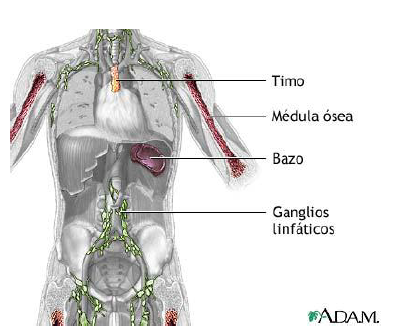 Timo
Médula ósea
Bazo
Ganglios
linfáticos
A.D.A.M.